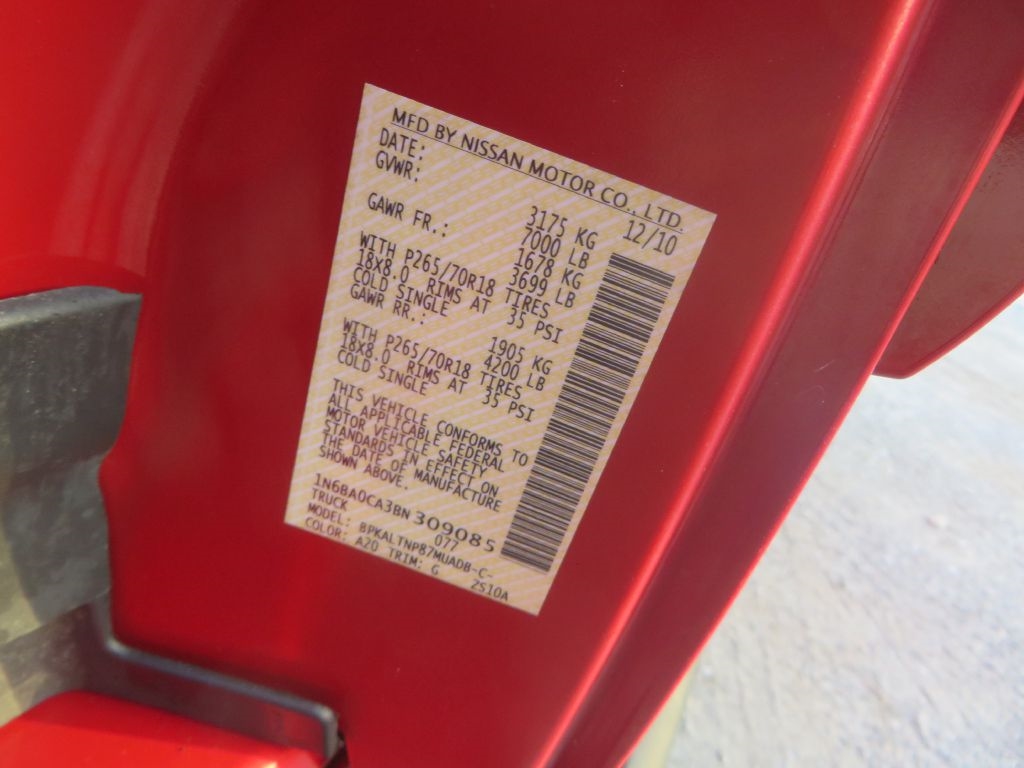 MFD BY NISSAN MOTOR CO., LTD.
DATE: 12/10
GVWR: 3175 KG
7000 LB
GAWR FR.: 1678 KG
3699 LB
WITH P265/70R18 TIRES
18X8.0 RIMS AT 35 PSI
COLD SINGLE
GAWR RR.: 1905 KG
4200 LB
WITH P265/70R18 TIRES
18X8.0 RIMS AT 35 PSI
COLD SINGLE
THIS VEHICLE CONFORMS TO
ALL APPLICABLE FEDERAL
MOTOR VEHICLE SAFETY
STANDARDS IN EFFECT ON
THE DATE OF MANUFACTURE
SHOWN ABOVE.
1N6BA0CA3BN309085
TRUCK 077
MODEL: BPKALTNP87MUADB-C-
COLOR: A20 TRIM: G 2S10A